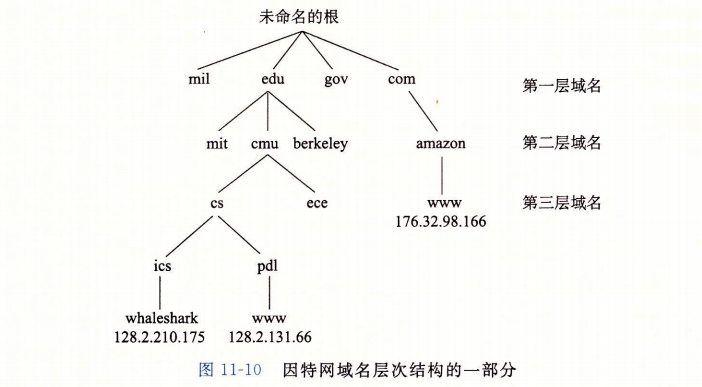 未命名的根
mil edu gov com 第一层域名
mit cmu berkeley amazon 第二层域名
cs ece www 第三层域名
176.32.98.166
ics pdl
whaleshark www
128.2.210.175 128.2.131.66
图 11-10 因特网域名层次结构的一部分